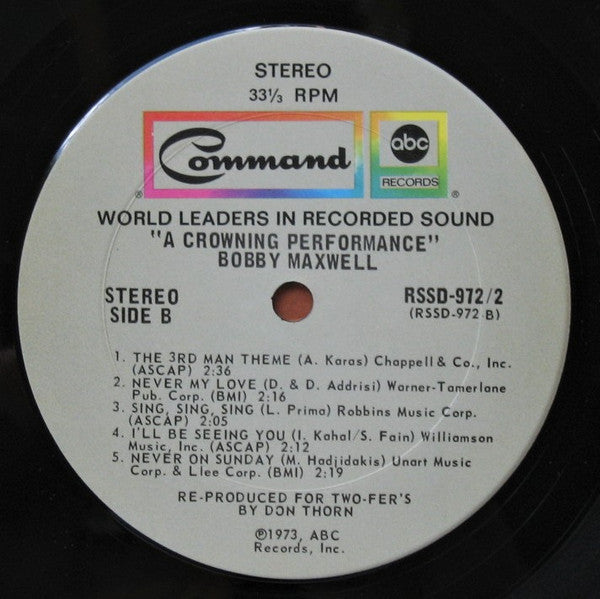 STEREO
33⅓ RPM
Command
abc
RECORDS
® ®
WORLD LEADERS IN RECORDED SOUND
"A CROWNING PERFORMANCE"
BOBBY MAXWELL
STEREO RSSD-972/2
SIDE B (RSSD-972 B)
1. THE 3RD MAN THEME (A. Karas) Chappell & Co., Inc.
(ASCAP) 2:36
2. NEVER MY LOVE (D. & D. Addrisi) Warner-Tamerlane
Pub. Corp. (BMI) 2:16
3. SING, SING, SING (L. Prima) Robbins Music Corp.
(ASCAP) 2:05
4. I'LL BE SEEING YOU (I. Kahal/S. Fain) Williamson
Music, Inc. (ASCAP) 2:12
5. NEVER ON SUNDAY (M. Hadjidakis) Unart Music
Corp. & Llee Corp. (BMI) 2:19
RE-PRODUCED FOR TWO-FER'S
BY DON THORN
℗1973, ABC
Records, Inc.